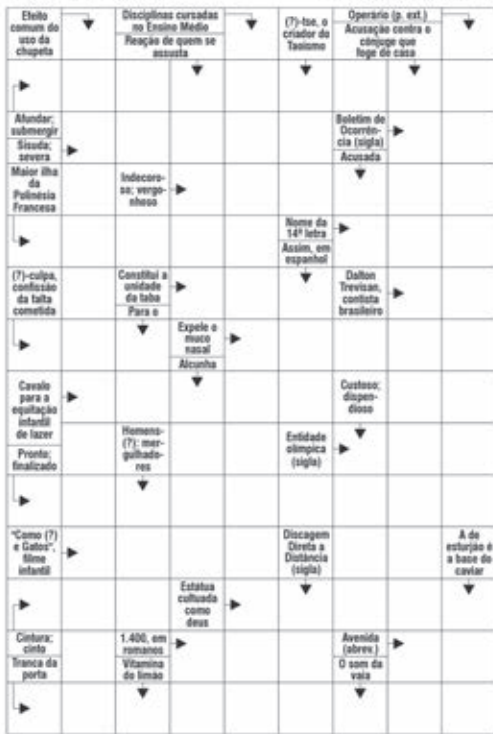 Efeito
comum do
uso da
chupeta
Disciplinas cursadas
no Ensino Médio
Reação de quem se
assusta
(?)-tse, o
criador do
Taoismo
Operário (p. ext.)
Acusação contra o
cônjuge que
foge de casa
Afundar;
submergir
Sisuda;
severa
Boletim de
Ocorrên-
cia (sigla)
Acusada
Maior ilha
da
Polinésia
Francesa
Indecoro-
so; vergo-
nhoso
Nome da
14ª letra
Assim, em
espanhol
(?)-culpa,
confissão
da falta
cometida
Constitui a
unidade
da taba
Para o
Dalton
Trevisan,
contista
brasileiro
Expele o
muco
nasal
Alcunha
Cavalo
para a
equitação
infantil
de lazer
Pronto;
finalizado
Custoso;
dispen-
dioso
Homens-
(?): mer-
gulhado-
res
Entidade
olímpica
(sigla)
"Como (?)
e Gatos",
filme
infantil
Discagem
Direta a
Distância
(sigla)
A de
esturjão é
a base do
caviar
Estátua
cultuada
como
deus
Cintura;
cinto
Tranca da
porta
1.400, em
romanos
Vitamina
do limão
Avenida
(abrev.)
O som da
vaia